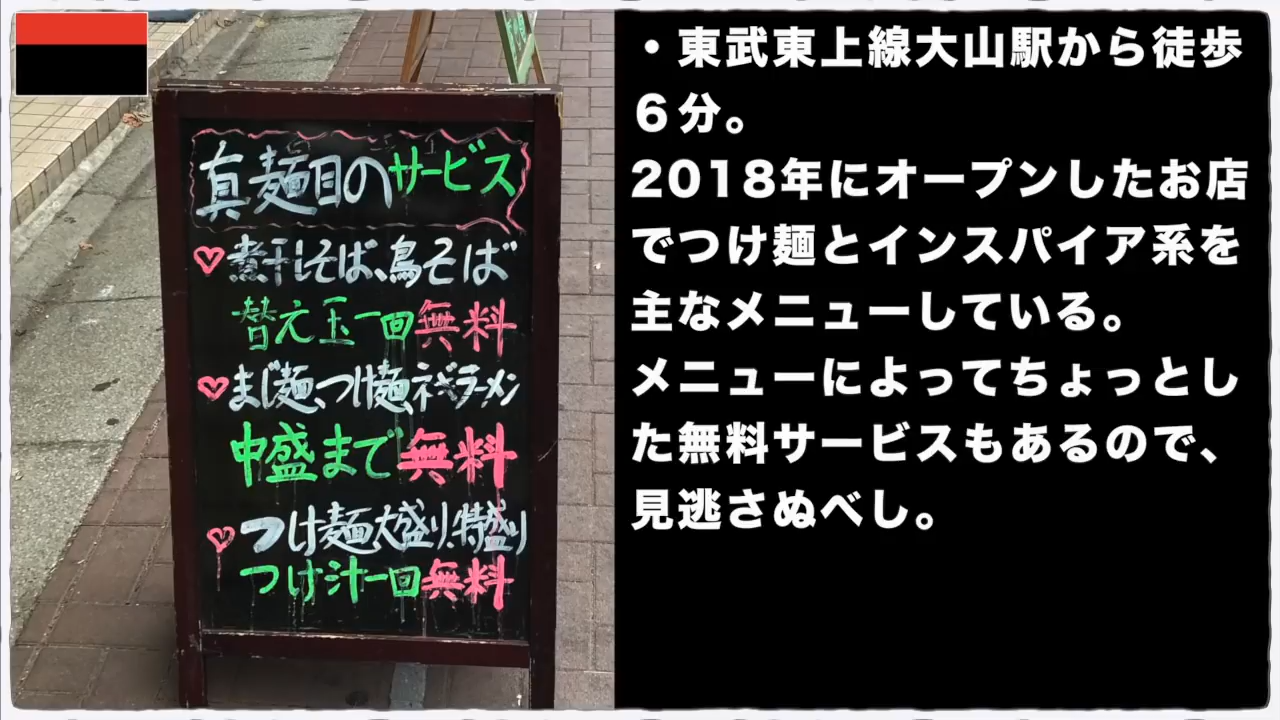 真麺目のサービス
煮干しそば、鳥そば
替え玉一回無料
まじ麺、つけ麺、ネギラーメン
中盛まで無料
つけ麺大盛り、特盛り
つけ汁一回無料
・東武東上線大山駅から徒歩
６分。
2018年にオープンしたお店
でつけ麺とインスパイア系を
主なメニューしている。
メニューによってちょっとし
た無料サービスもあるので、
見逃さぬべし。